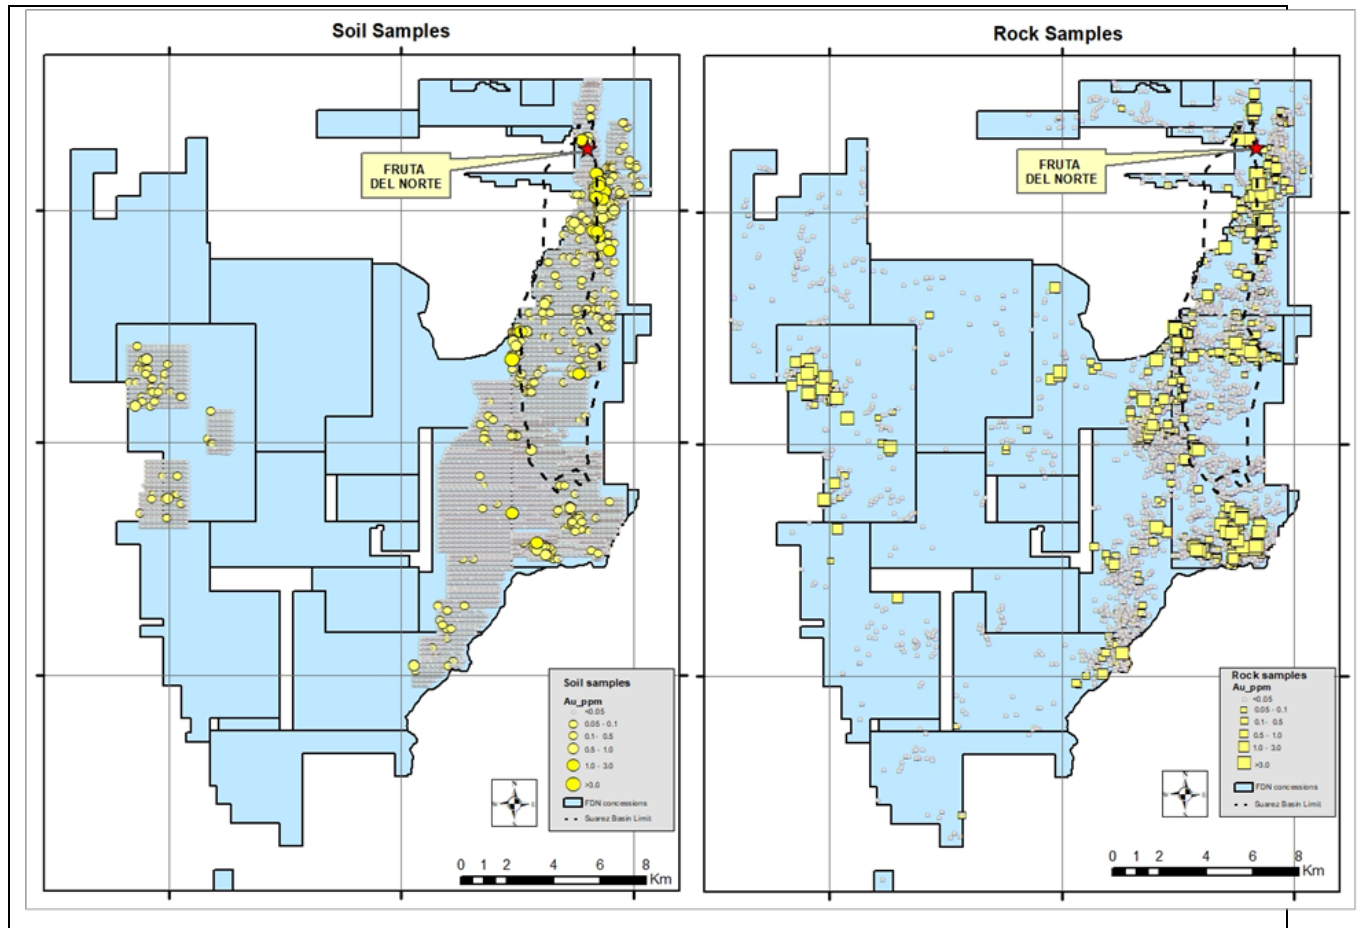 Soil Samples
FRUTA
DEL NORTE
Soil samples
Au_ppm
<0.05
0.05 - 0.1
0.1- 0.5
0.5 - 1.0
1.0 - 3.0
>3.0
FDN concessions
Suarez Basin Limit
N
W
E
S
0 1 2 4 6 8
Km
Rock Samples
FRUTA
DEL NORTE
Rock samples
Au_ppm
<0.05
0.05 - 0.1
0.1- 0.5
0.5 - 1.0
1.0 - 3.0
>3.0
FDN concessions
Suarez Basin Limit
N
W
E
S
0 1 2 4 6 8
Km